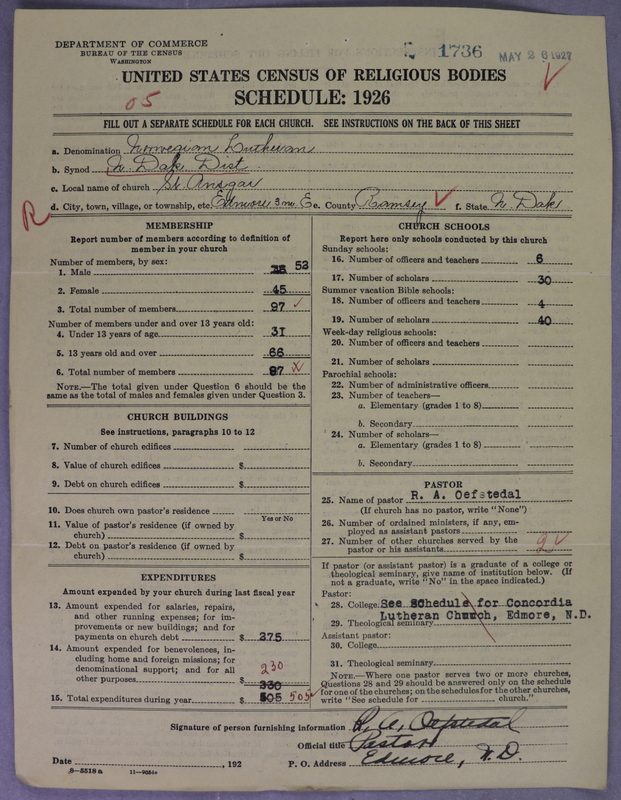 DEPARTMENT OF COMMERCE
BUREAU OF THE CENSUS
WASHINGTON
1736
MAY 26 1927
UNITED STATES CENSUS OF RELIGIOUS BODIES
05
SCHEDULE: 1926
FILL OUT A SEPARATE SCHEDULE FOR EACH CHURCH. SEE INSTRUCTIONS ON THE BACK OF THIS SHEET
a. Denomination Norwegian Lutheran
b. Synod N. Dak Dist.
c. Local name of church St. Ansgar
d. City, town, village, or township, etc. Edmore 3 m. E e. County Ramsey f. State N. Dak
R
MEMBERSHIP
Report number of members according to definition of
member in your church
Number of members, by sex:
1. Male 52
2. Female 45
3. Total number of members 97
Number of members under and over 13 years old:
4. Under 13 years of age 31
5. 13 years old and over 66
6. Total number of members 97
NOTE.—The total given under Question 6 should be the
same as the total of males and females given under Question 3.
CHURCH BUILDINGS
See instructions, paragraphs 10 to 12
7. Number of church edifices
8. Value of church edifices $
9. Debt on church edifices $
10. Does church own pastor's residence
Yes or No
11. Value of pastor's residence (if owned by
church) $
12. Debt on pastor's residence (if owned by
church) $
EXPENDITURES
Amount expended by your church during last fiscal year
13. Amount expended for salaries, repairs,
and other running expenses; for im-
provements or new buildings; and for
payments on church debt $ 275
14. Amount expended for benevolences, in-
cluding home and foreign missions; for
denominational support; and for all
other purposes $ 230
330
15. Total expenditures during year $ 505 505
CHURCH SCHOOLS
Report here only schools conducted by this church
Sunday schools:
16. Number of officers and teachers 6
17. Number of scholars 30
Summer vacation Bible schools:
18. Number of officers and teachers 4
19. Number of scholars 40
Week-day religious schools:
20. Number of officers and teachers
21. Number of scholars
Parochial schools:
22. Number of administrative officers
23. Number of teachers—
a. Elementary (grades 1 to 8)
b. Secondary
24. Number of scholars—
a. Elementary (grades 1 to 8)
b. Secondary
PASTOR
25. Name of pastor R. A. Oefstedal
(If church has no pastor, write "None")
26. Number of ordained ministers, if any, em-
ployed as assistant pastors
27. Number of other churches served by the
pastor or his assistants 2
If pastor (or assistant pastor) is a graduate of a college or
theological seminary, give name of institution below. (If
not a graduate, write "No" in the space indicated.)
Pastor:
28. College See Schedule for Concordia
29. Theological seminary Lutheran Church, Edmore, N.D.
Assistant pastor:
30. College
31. Theological seminary
NOTE.—Where one pastor serves two or more churches,
Questions 28 and 29 should be answered only on the schedule
for one of the churches; on the schedules for the other churches,
write "See schedule for church."
Signature of person furnishing information R. A. Oefstedal
Official title Pastor
Date , 192 P. O. Address Edmore, N.D.
8—5518a 11—9054a